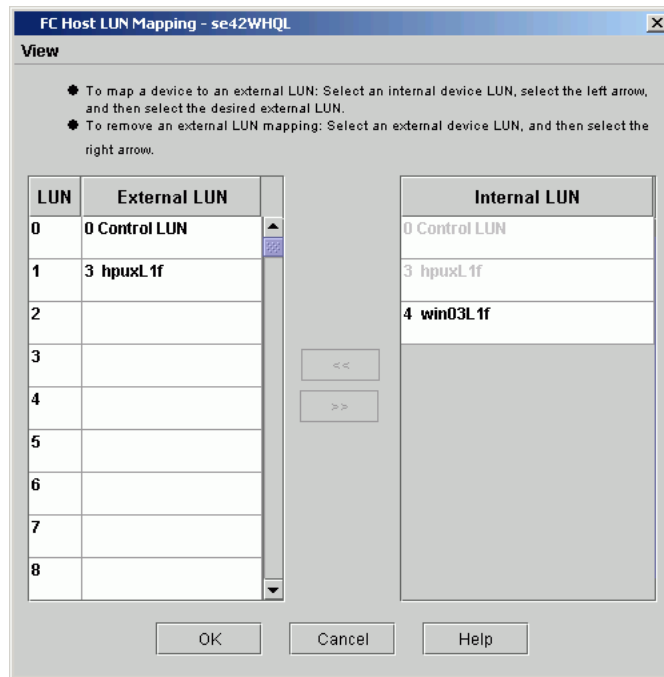 FC Host LUN Mapping - se42WHQL
View
To map a device to an external LUN: Select an internal device LUN, select the left arrow,
and then select the desired external LUN.
To remove an external LUN mapping: Select an external device LUN, and then select the
right arrow.
LUN External LUN Internal LUN
0 0 Control LUN 0 Control LUN
1 3 hpuxL1f 3 hpuxL1f
2 4 win03L1f
3
<<
4
>>
5
6
7
8
OK Cancel Help